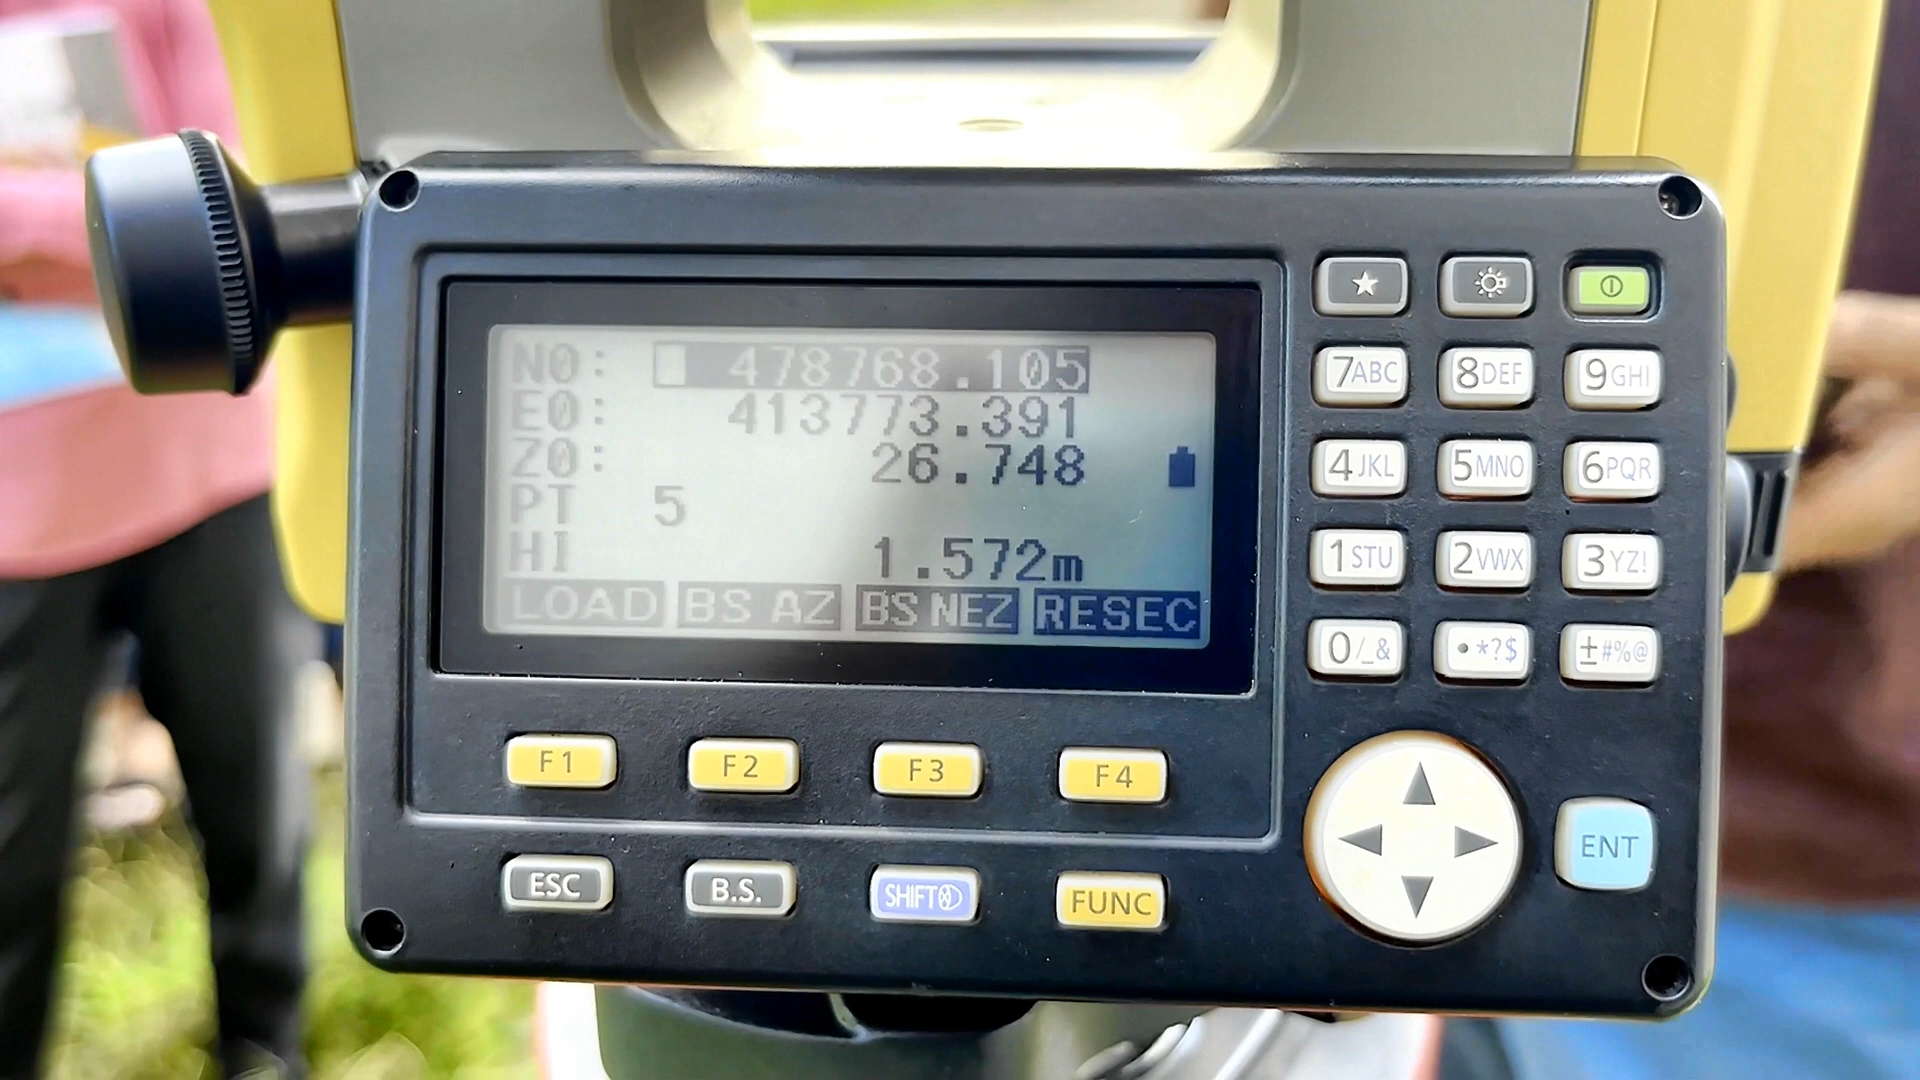 N0: 478768.105
E0: 413773.391
Z0: 26.748
PT 5
HI 1.572m
LOAD BS AZ BS NEZ RESEC
7ABC 8DEF 9GHI
4JKL 5MNO 6PQR
1STU 2VWX 3YZ!
0/_& •*?$ ±#%@
F1 F2 F3 F4
ENT
ESC B.S. SHIFT FUNC